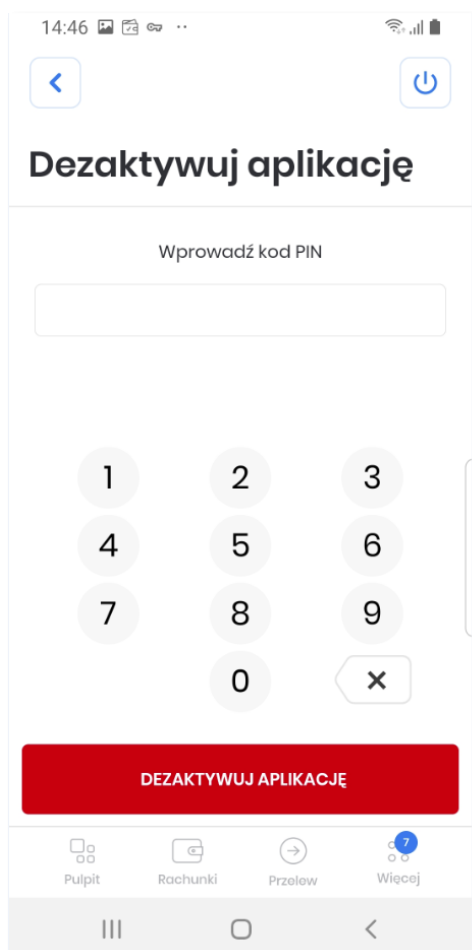 14:46
Dezaktywuj aplikację
Wprowadź kod PIN
1 2 3
4 5 6
7 8 9
0
DEZAKTYWUJ APLIKACJĘ
7
Pulpit Rachunki Przelew Więcej